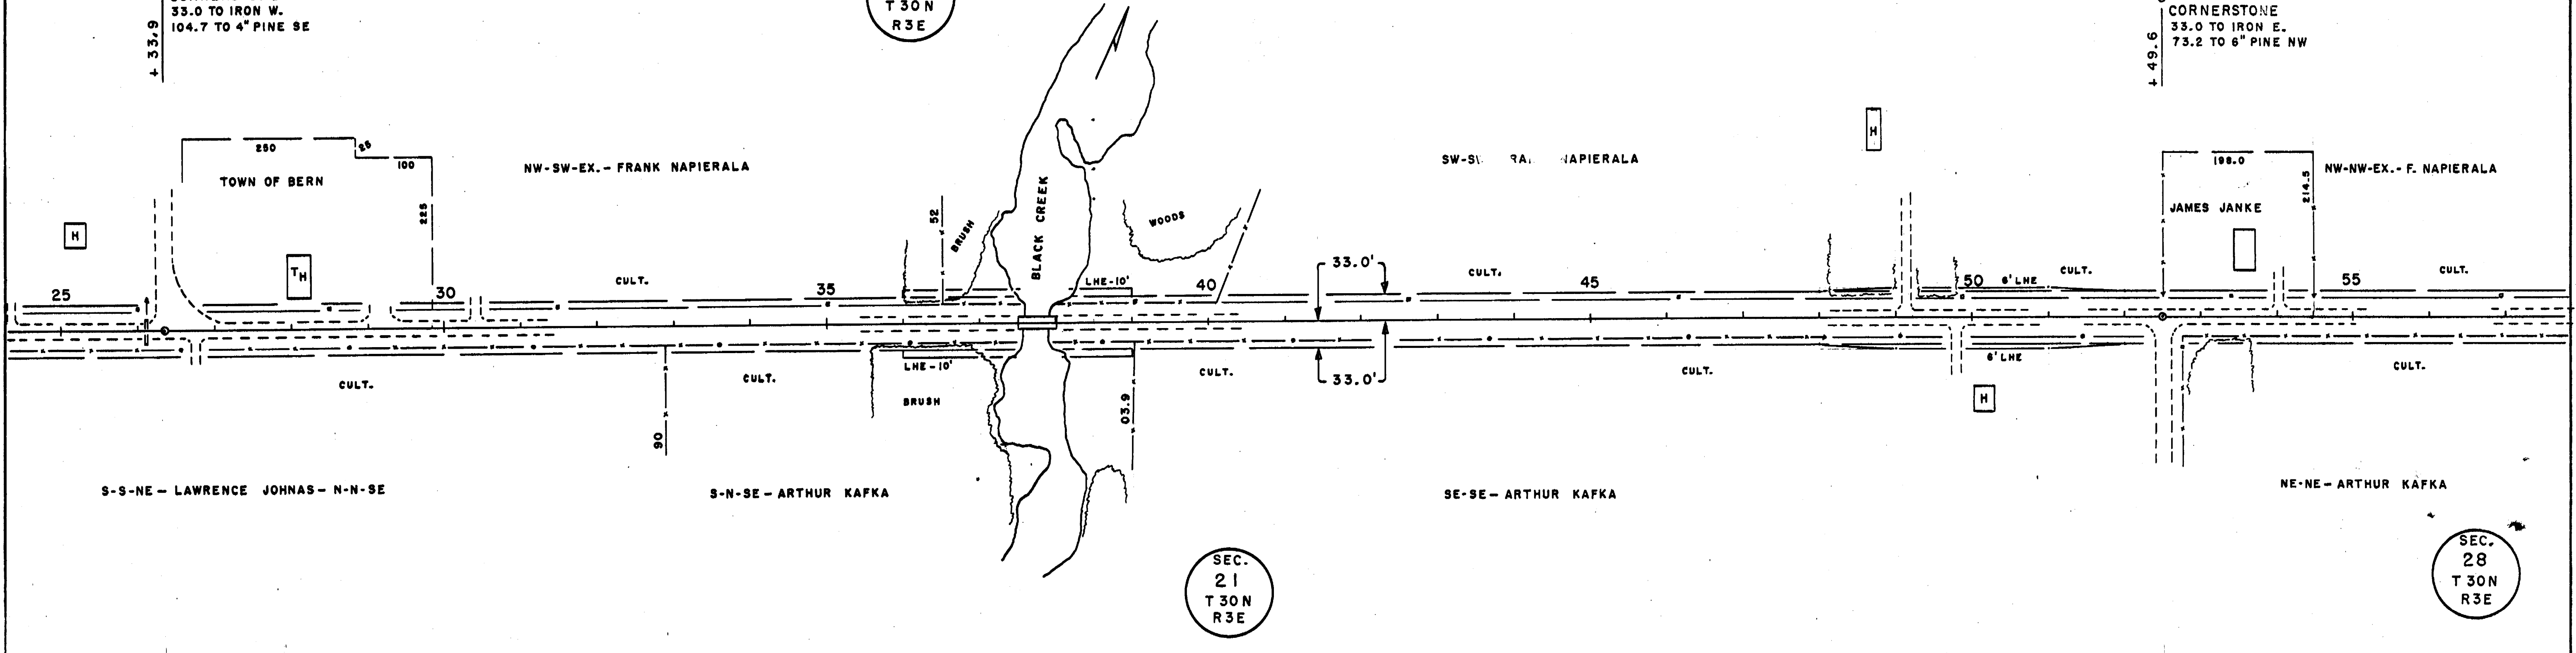 33.0 TO IRON W.
104.7 TO 4" PINE SE
+ 33.9
T 30 N
R 3 E
CORNERSTONE
33.0 TO IRON E.
73.2 TO 6" PINE NW
+ 49.6
H
250
25
100
TOWN OF BERN
225
NW-SW-EX.- FRANK NAPIERALA
BLACK CREEK
52
BRUSH
WOODS
SW- NAPIERALA
H
198.0
214.5
NW-NW-EX.- F. NAPIERALA
JAMES JANKE
TH
CULT.
LHE-10'
33.0'
CULT.
6' LHE
CULT.
CULT.
25
30
35
40
45
50
55
CULT.
CULT.
LHE-10'
BRUSH
CULT.
33.0'
CULT.
6' LHE
H
CULT.
90
03.9
S-S-NE- LAWRENCE JOHNAS- N-N-SE
S-N-SE- ARTHUR KAFKA
SE-SE- ARTHUR KAFKA
NE-NE- ARTHUR KAFKA
SEC.
21
T 30 N
R 3 E
SEC.
28
T 30 N
R 3 E